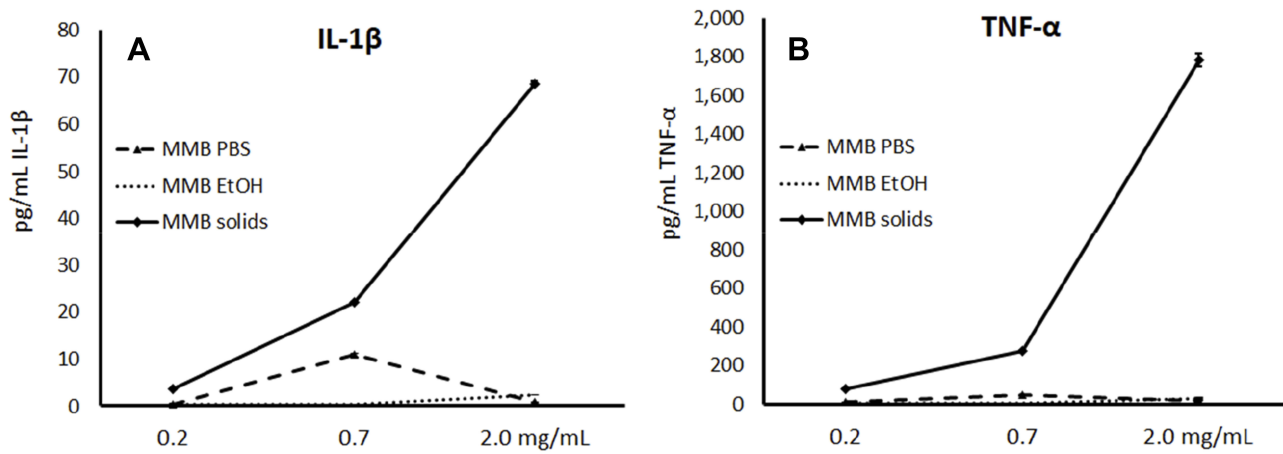 A
IL-1β
80
70
60
50
40
30
20
10
0
pg/mL IL-1β
MMB PBS
MMB EtOH
MMB solids
0.2 0.7 2.0 mg/mL
B
TNF-α
2,000
1,800
1,600
1,400
1,200
1,000
800
600
400
200
0
pg/mL TNF-α
MMB PBS
MMB EtOH
MMB solids
0.2 0.7 2.0 mg/mL